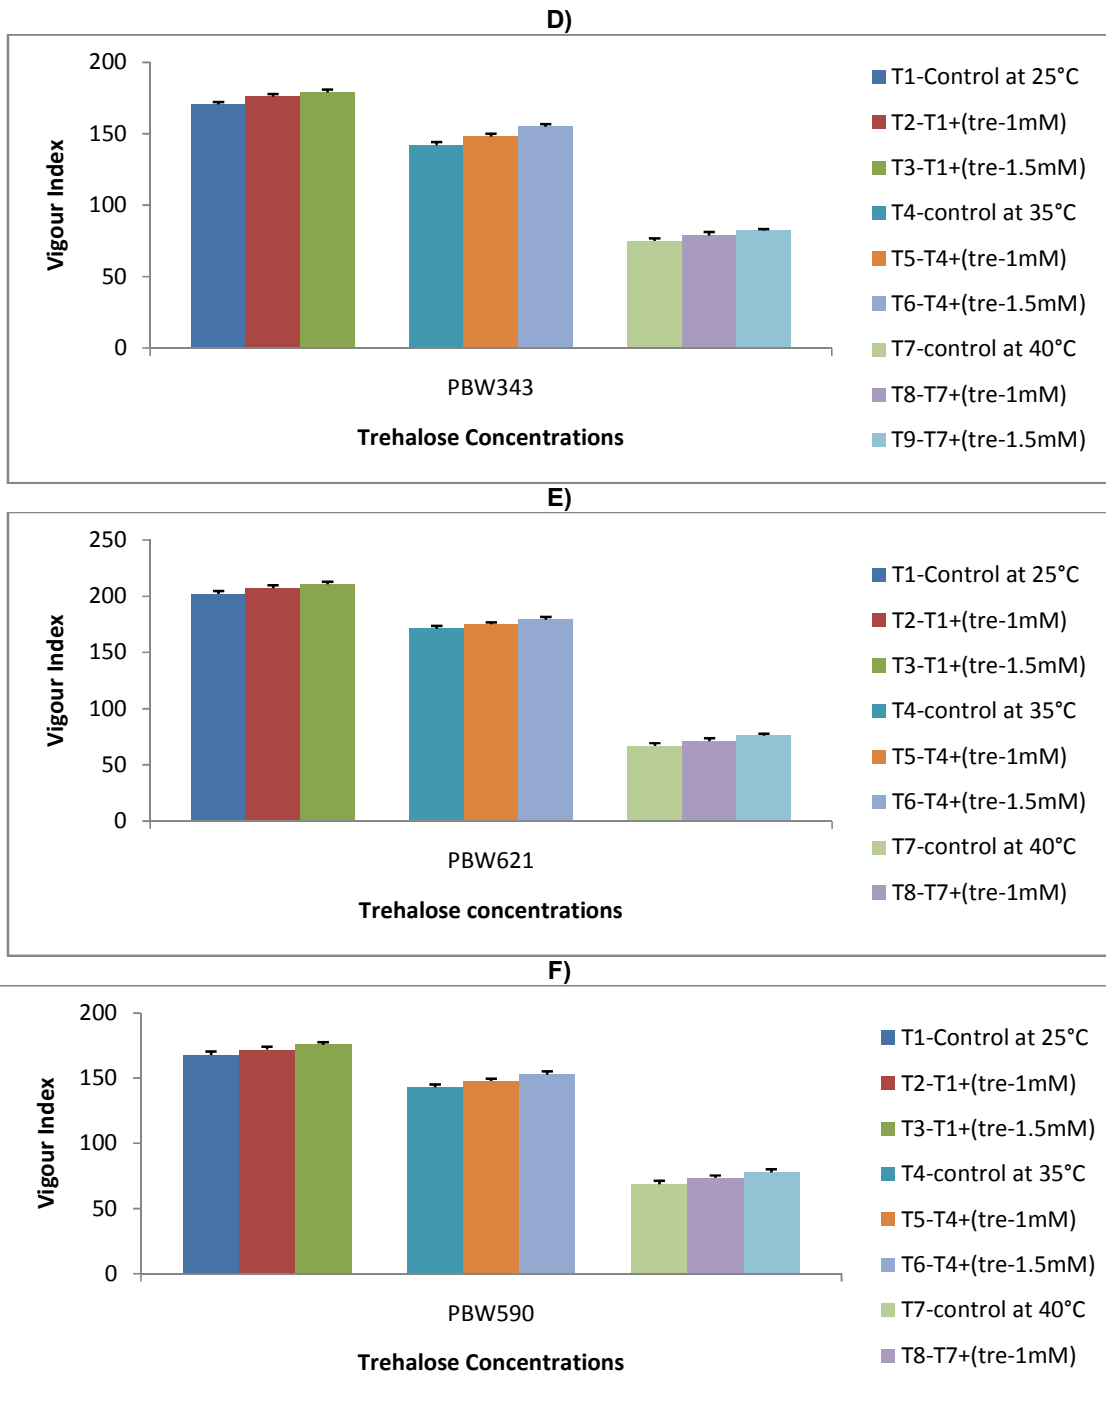 D)
200
150
100
50
0
Vigour Index
PBW343
Trehalose Concentrations
T1-Control at 25°C
T2-T1+(tre-1mM)
T3-T1+(tre-1.5mM)
T4-control at 35°C
T5-T4+(tre-1mM)
T6-T4+(tre-1.5mM)
T7-control at 40°C
T8-T7+(tre-1mM)
T9-T7+(tre-1.5mM)
E)
250
200
150
100
50
0
Vigour Index
PBW621
Trehalose concentrations
T1-Control at 25°C
T2-T1+(tre-1mM)
T3-T1+(tre-1.5mM)
T4-control at 35°C
T5-T4+(tre-1mM)
T6-T4+(tre-1.5mM)
T7-control at 40°C
T8-T7+(tre-1mM)
F)
200
150
100
50
0
Vigour Index
PBW590
Trehalose Concentrations
T1-Control at 25°C
T2-T1+(tre-1mM)
T3-T1+(tre-1.5mM)
T4-control at 35°C
T5-T4+(tre-1mM)
T6-T4+(tre-1.5mM)
T7-control at 40°C
T8-T7+(tre-1mM)